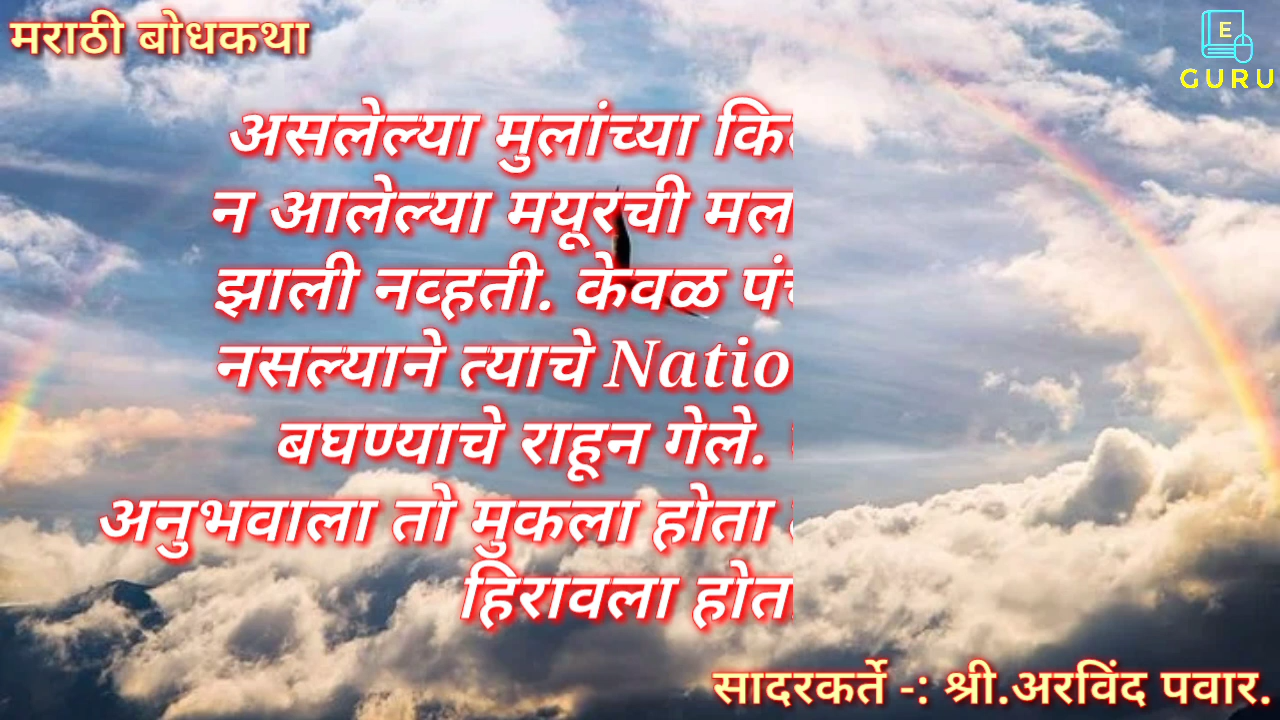 मराठी बोधकथा
E
GURU
असलेल्या मुलांच्या
न आलेल्या मयूरची
झाली नव्हती. केवळ
नसल्याने त्याचे Natio
बघण्याचे राहून गेले.
अनुभवाला तो मुकला होता
हिरावला होत
सादरकर्ते -: श्री.अरविंद पवार.